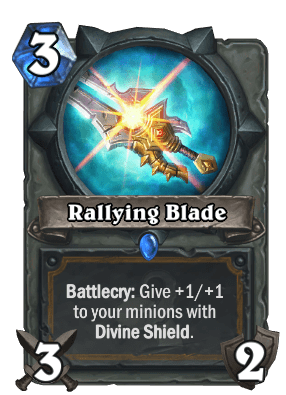 3
Rallying Blade
Battlecry: Give +1/+1
to your minions with
Divine Shield.
3
2